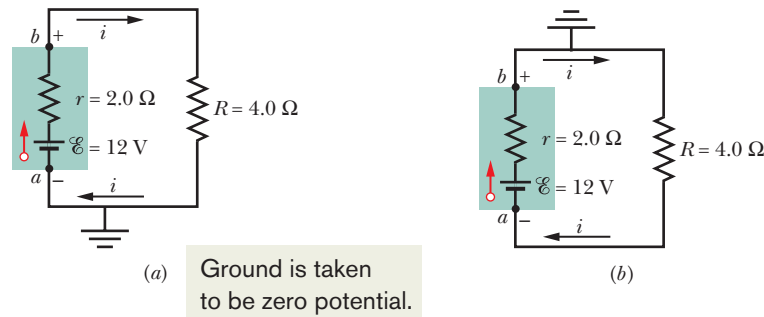 i
b +
r = 2.0 Ω
R = 4.0 Ω
ℰ = 12 V
a –
i
(a)
Ground is taken
to be zero potential.
i
b +
r = 2.0 Ω
R = 4.0 Ω
ℰ = 12 V
a –
i
(b)